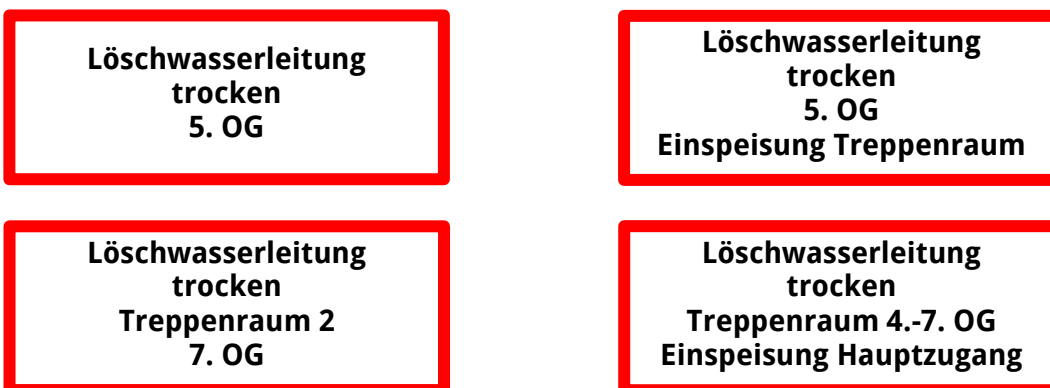 Löschwasserleitung
trocken
5. OG
Löschwasserleitung
trocken
5. OG
Einspeisung Treppenraum
Löschwasserleitung
trocken
Treppenraum 2
7. OG
Löschwasserleitung
trocken
Treppenraum 4.-7. OG
Einspeisung Hauptzugang